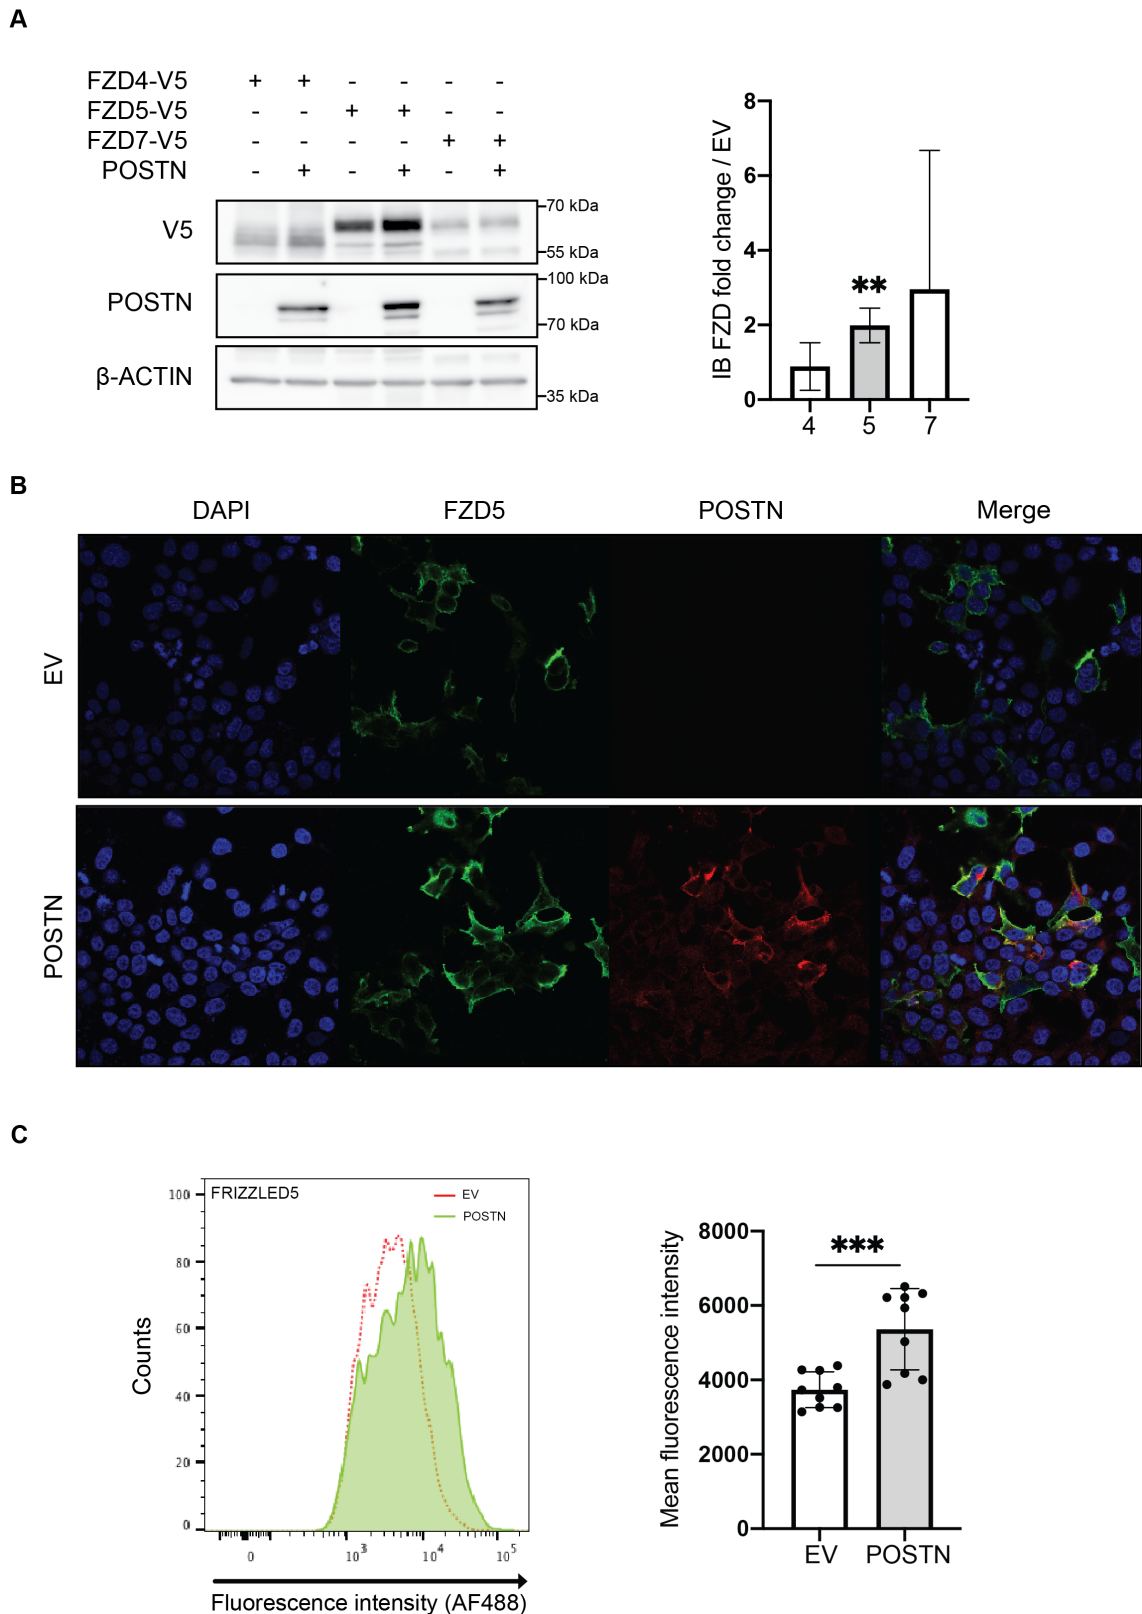 A
FZD4-V5 + + - - - -
FZD5-V5 - - + + - -
FZD7-V5 - - - - + +
POSTN - + - + - +
V5
70 kDa
55 kDa
POSTN
100 kDa
70 kDa
β-ACTIN
35 kDa
IB FZD fold change / EV
8
6
4
2
0
**
4 5 7
B
DAPI FZD5 POSTN Merge
EV
POSTN
C
FRIZZLED5
EV
POSTN
Counts
100
80
60
40
20
0
0 10³ 10⁴ 10⁵
Fluorescence intensity (AF488)
Mean fluorescence intensity
8000
6000
4000
2000
0
***
EV POSTN